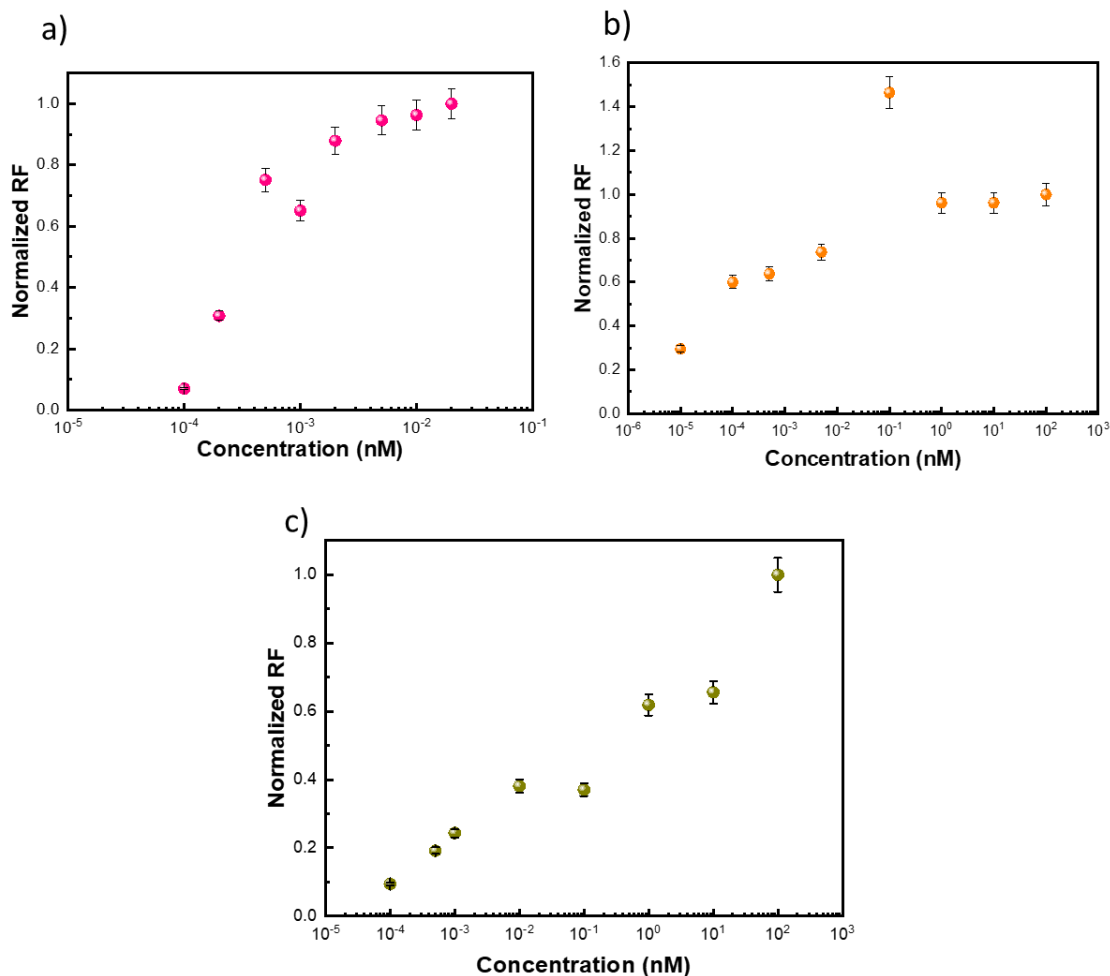 a)
Normalized RF
1.0
0.8
0.6
0.4
0.2
0.0
10⁻⁵ 10⁻⁴ 10⁻³ 10⁻² 10⁻¹
Concentration (nM)
b)
Normalized RF
1.6
1.4
1.2
1.0
0.8
0.6
0.4
0.2
0.0
10⁻⁶ 10⁻⁵ 10⁻⁴ 10⁻³ 10⁻² 10⁻¹ 10⁰ 10¹ 10² 10³
Concentration (nM)
c)
Normalized RF
1.0
0.8
0.6
0.4
0.2
0.0
10⁻⁵ 10⁻⁴ 10⁻³ 10⁻² 10⁻¹ 10⁰ 10¹ 10² 10³
Concentration (nM)